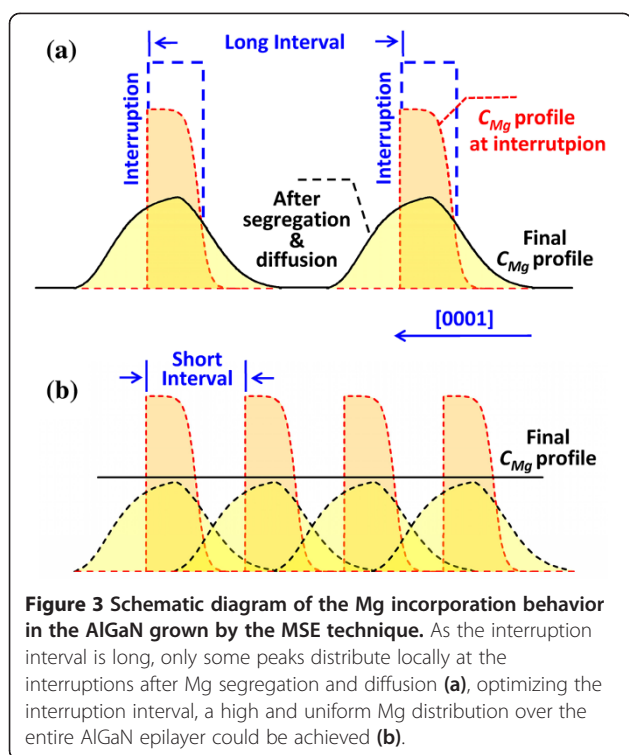 (a)
Long Interval
Interruption
Interruption
C_Mg profile
at interrutpion
After
segregation
&
diffusion
Final
C_Mg profile
[0001]
Short
Interval
(b)
Final
C_Mg profile
Figure 3 Schematic diagram of the Mg incorporation behavior
in the AlGaN grown by the MSE technique. As the interruption
interval is long, only some peaks distribute locally at the
interruptions after Mg segregation and diffusion (a), optimizing the
interruption interval, a high and uniform Mg distribution over the
entire AlGaN epilayer could be achieved (b).